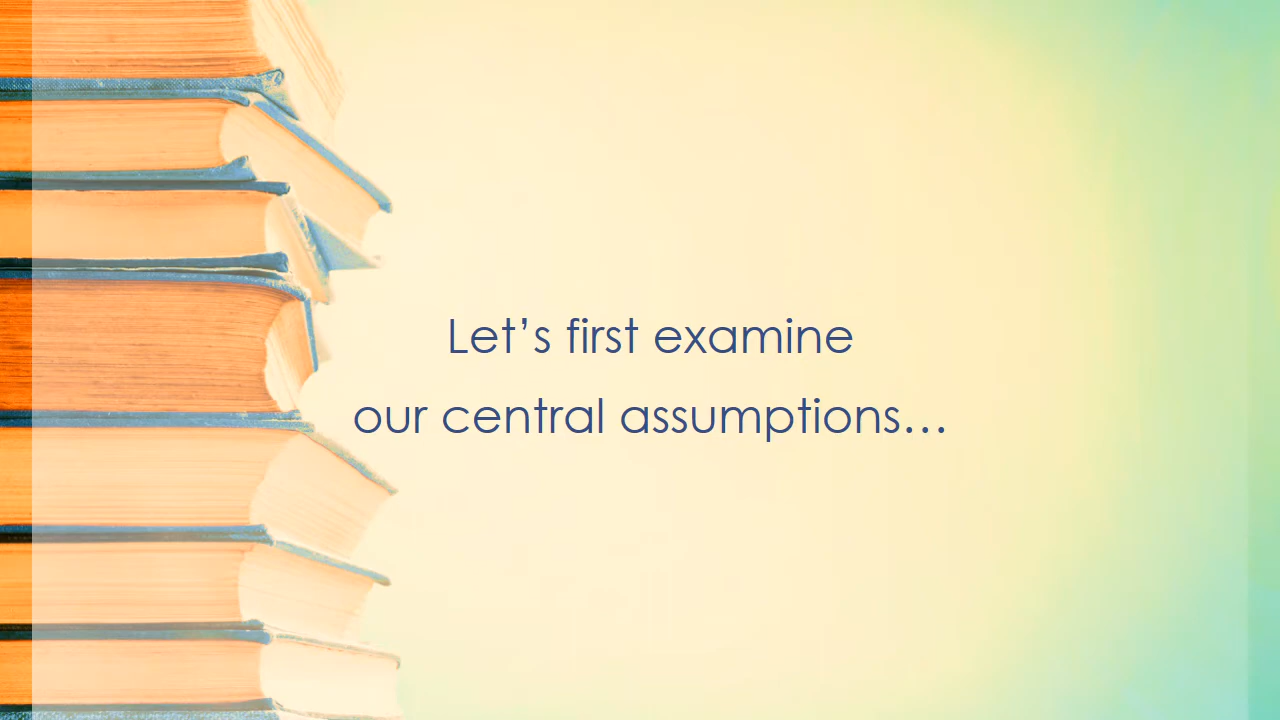 Let’s first examine
our central assumptions…